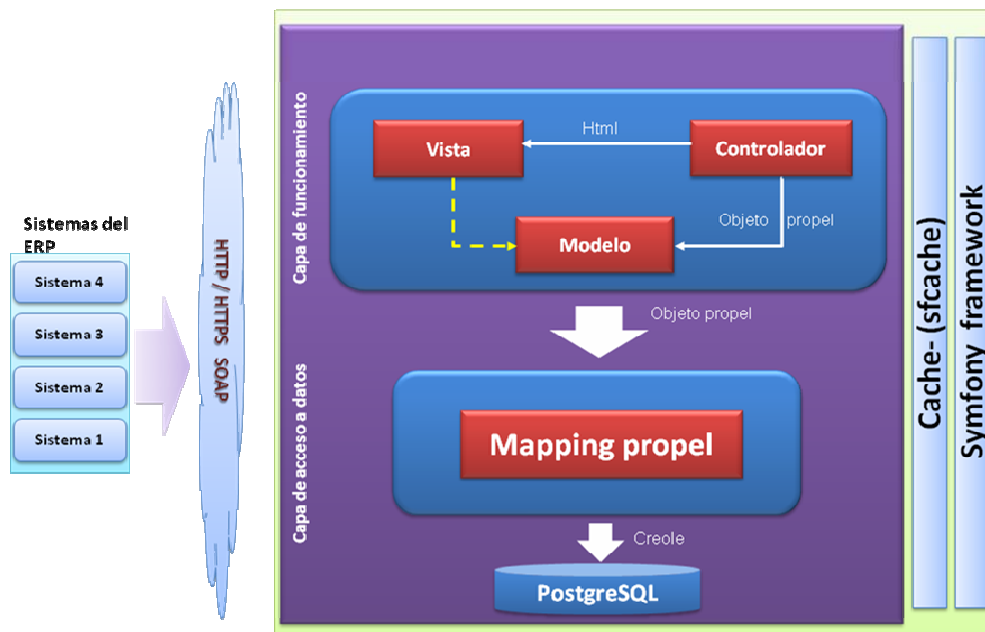 Sistemas del
ERP
Sistema 4
Sistema 3
Sistema 2
Sistema 1
HTTP / HTTPS SOAP
Capa de funcionamiento
Vista
Html
Controlador
Objeto propel
Modelo
Objeto propel
Capa de acceso a datos
Mapping propel
Creole
PostgreSQL
Cache- (sfcache)
Symfony framework